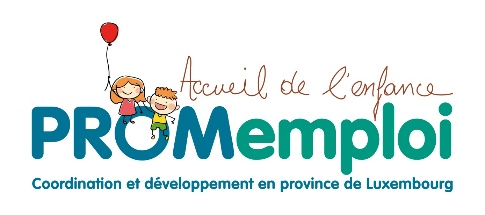 Accueil de l'enfance
PROMemploi
Coordination et développement en province de Luxembourg